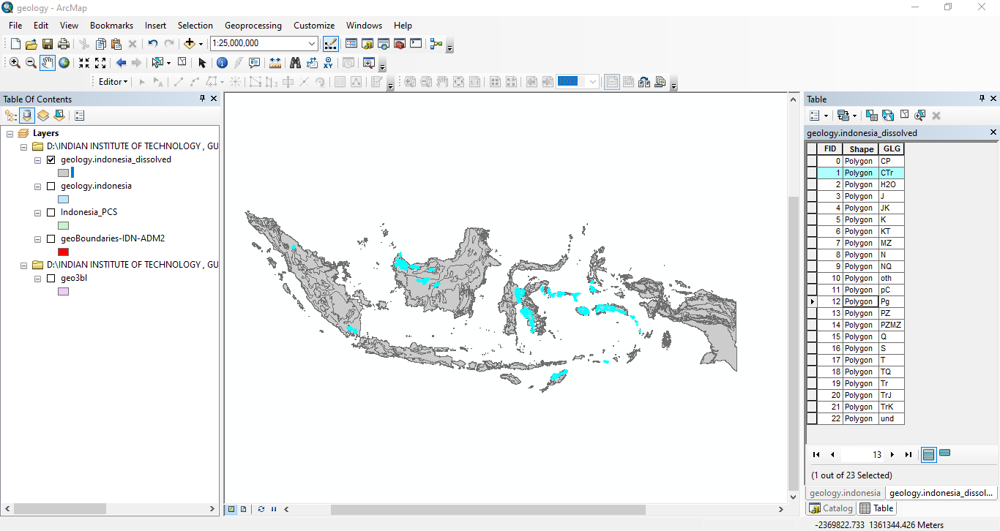 geology - ArcMap
File Edit View Bookmarks Insert Selection Geoprocessing Customize Windows Help
1:25,000,000
XY
Editor
1:1
100%
Table Of Contents
Table
Layers
D:\INDIAN INSTITUTE OF TECHNOLOGY , GU
geology.indonesia_dissolved
geology.indonesia
Indonesia_PCS
geoBoundaries-IDN-ADM2
D:\INDIAN INSTITUTE OF TECHNOLOGY , GU
geo3bl
geology.indonesia_dissolved
FID Shape GLG
0 Polygon CP
1 Polygon CTr
2 Polygon H2O
3 Polygon J
4 Polygon JK
5 Polygon K
6 Polygon KT
7 Polygon MZ
8 Polygon N
9 Polygon NQ
10 Polygon oth
11 Polygon pC
12 Polygon Pg
13 Polygon PZ
14 Polygon PZMZ
15 Polygon Q
16 Polygon S
17 Polygon T
18 Polygon TQ
19 Polygon Tr
20 Polygon TrJ
21 Polygon TrK
22 Polygon und
13
(1 out of 23 Selected)
geology.indonesia geology.indonesia_dissol...
Catalog Table
-2369822.733 1361344.426 Meters